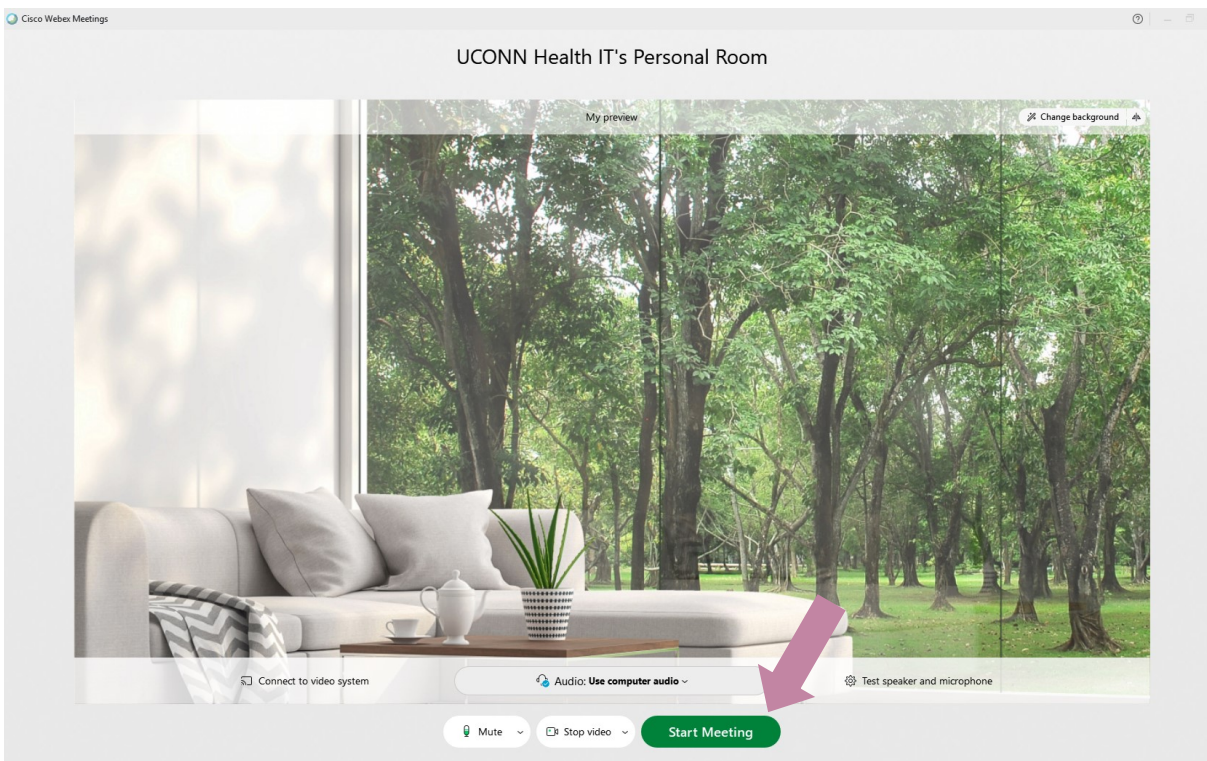 Cisco Webex Meetings
UCONN Health IT's Personal Room
My preview
Change background
Connect to video system
Audio: Use computer audio
Test speaker and microphone
Mute
Stop video
Start Meeting